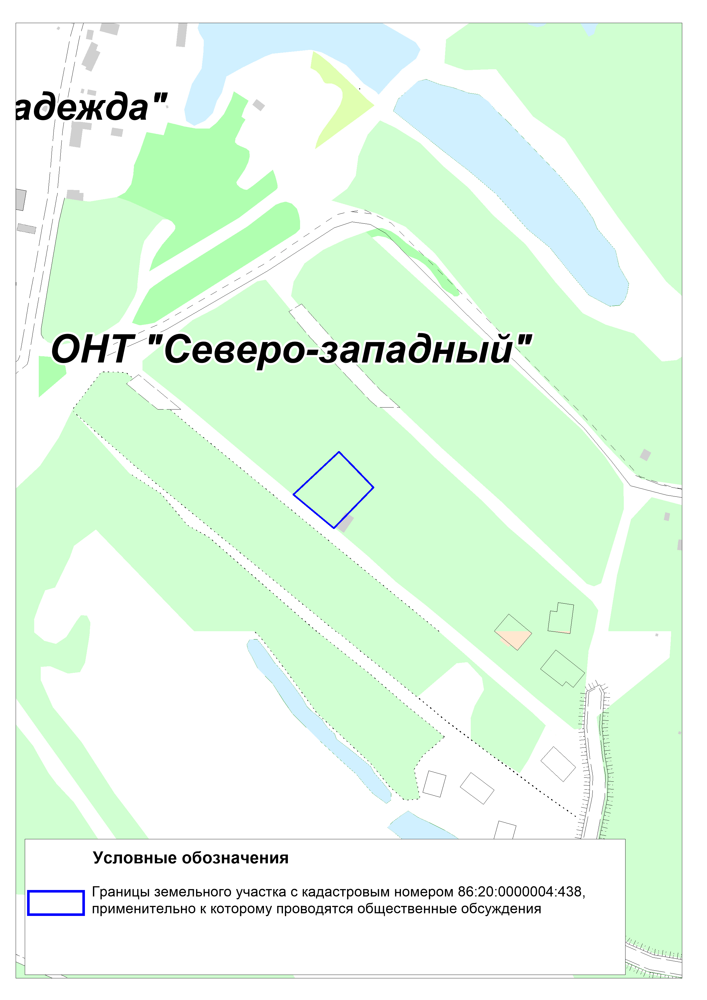 адежда"
ОНТ "Северо-западный"
Условные обозначения
Границы земельного участка с кадастровым номером 86:20:0000004:438,
применительно к которому проводятся общественные обсуждения